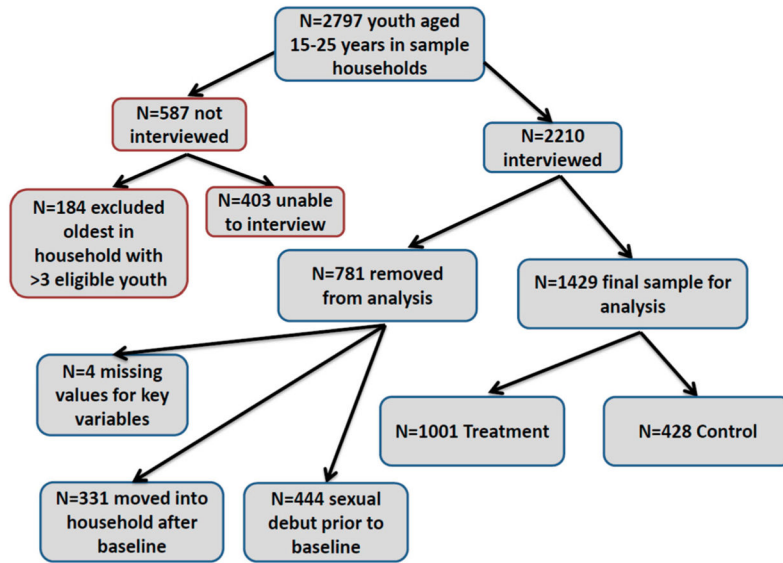 N=2797 youth aged
15-25 years in sample
households
N=587 not
interviewed
N=2210
interviewed
N=184 excluded
oldest in
household with
>3 eligible youth
N=403 unable
to interview
N=781 removed
from analysis
N=1429 final sample for
analysis
N=4 missing
values for key
variables
N=1001 Treatment
N=428 Control
N=331 moved into
household after
baseline
N=444 sexual
debut prior to
baseline